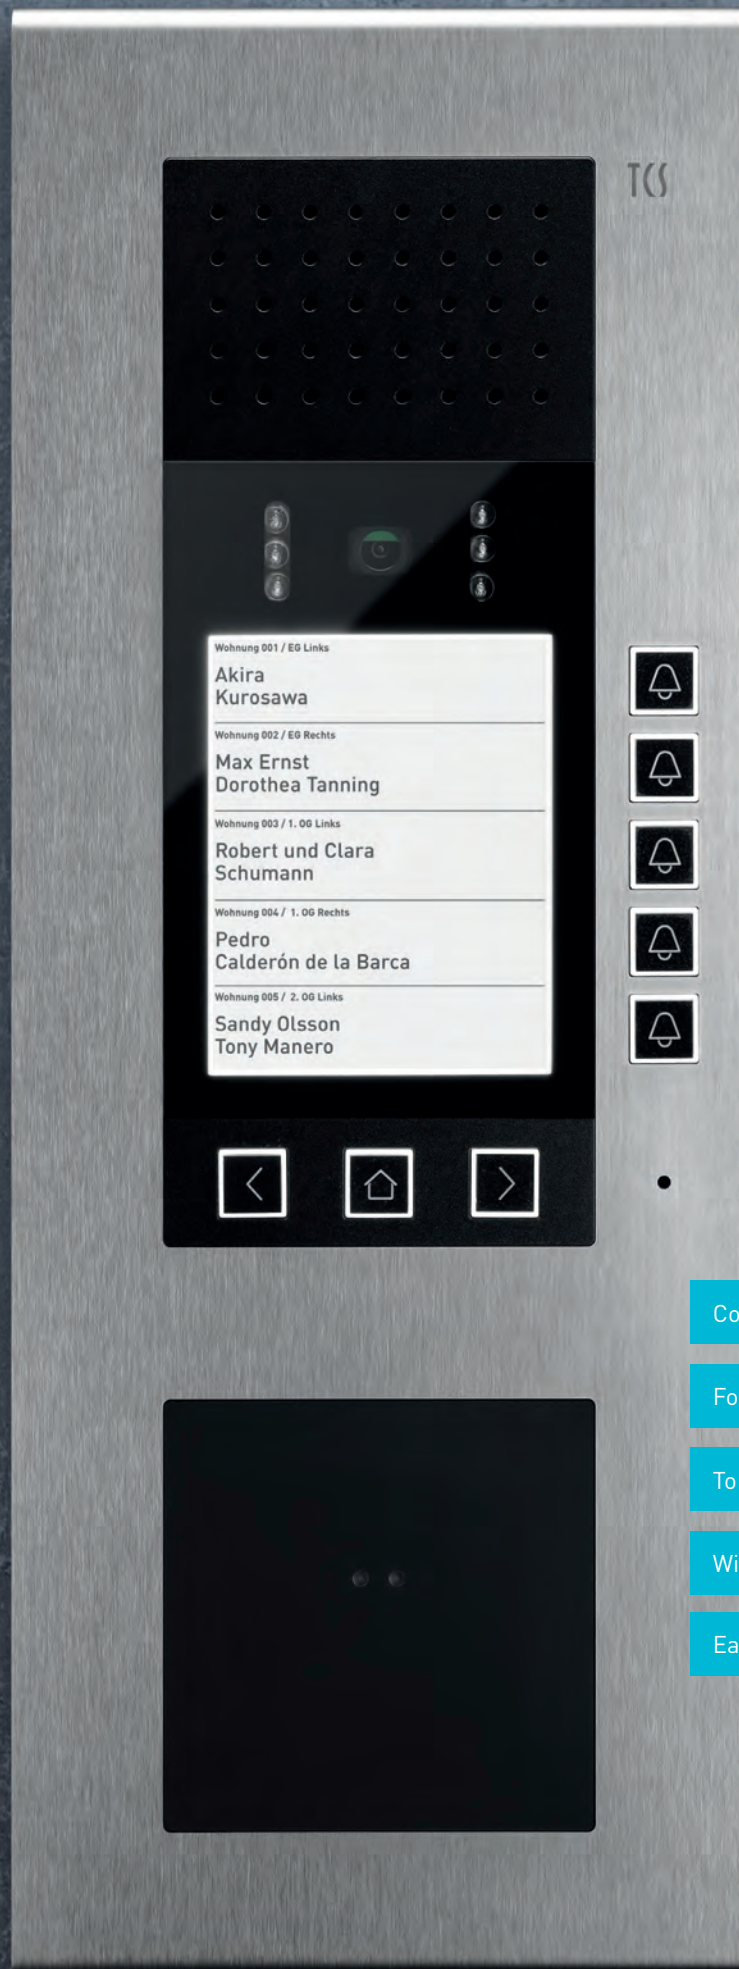 TCS
Wohnung 001 / EG Links
Akira
Kurosawa
Wohnung 002 / EG Rechts
Max Ernst
Dorothea Tanning
Wohnung 003 / 1. OG Links
Robert und Clara
Schumann
Wohnung 004 / 1. OG Rechts
Pedro
Calderón de la Barca
Wohnung 005 / 2. OG Links
Sandy Olsson
Tony Manero
Co
Fo
To
Wi
Ea